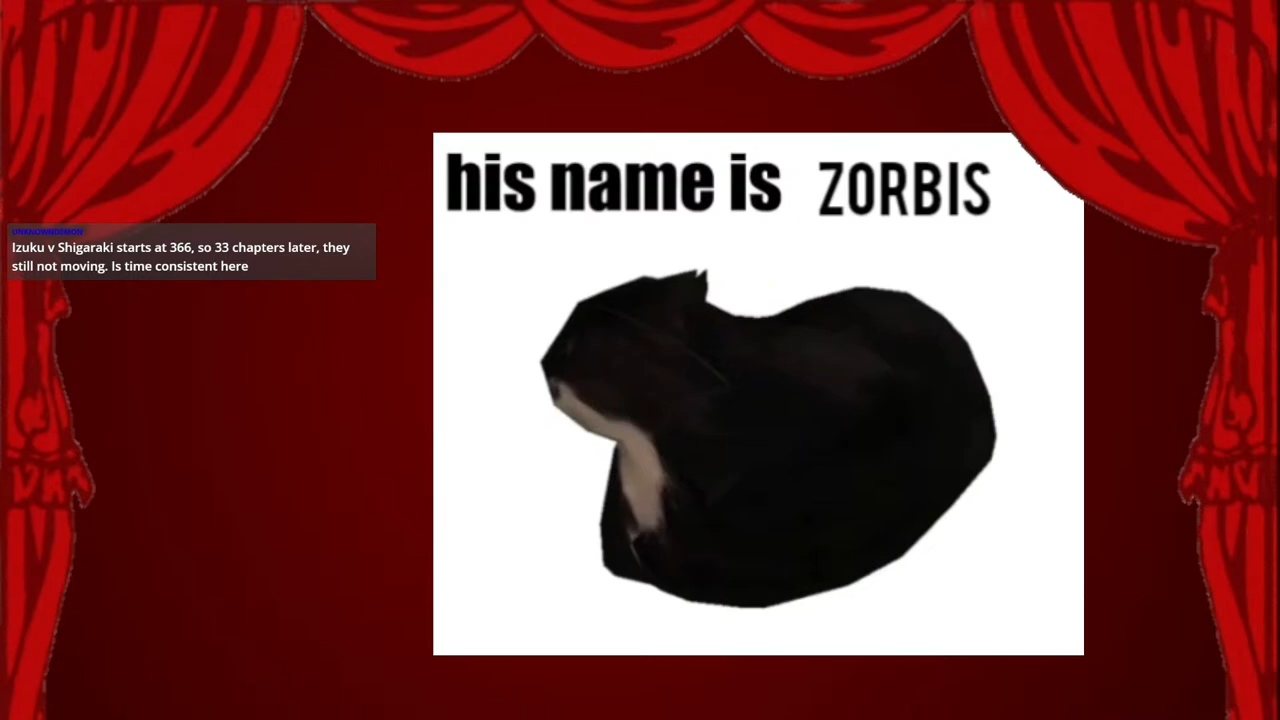 his name is ZORBIS
UNKNOWNDEMON
Izuku v Shigaraki starts at 366, so 33 chapters later, they
still not moving. Is time consistent here